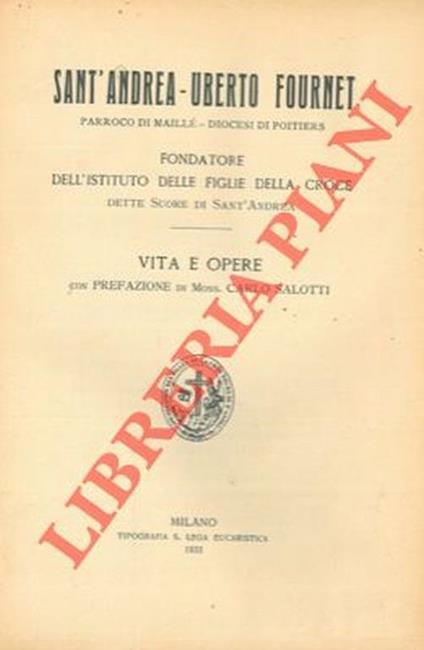 SANT'ANDREA-UBERTO FOURNET
PARROCO DI MAILLÉ - DIOCESI DI POITIERS
FONDATORE
DELL'ISTITUTO DELLE FIGLIE DELLA CROCE
DETTE SUORE DI SANT'ANDREA
VITA E OPERE
CON PREFAZIONE DI MONS. CARLO SALOTTI
MILANO
TIPOGRAFIA S. LEGA EUCARISTICA
LIBRERIA PIANI